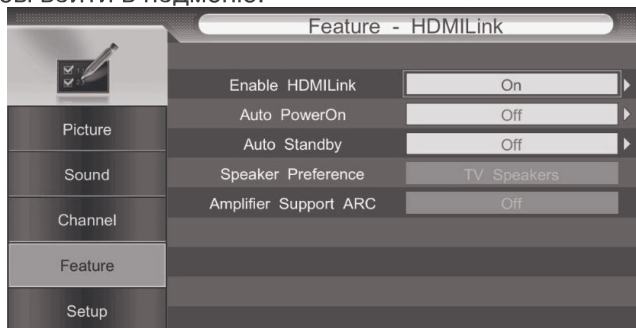 Feature - HDMILink
Enable HDMILink On
Auto PowerOn Off
Auto Standby Off
Speaker Preference TV Speakers
Amplifier Support ARC Off
Picture
Sound
Channel
Feature
Setup